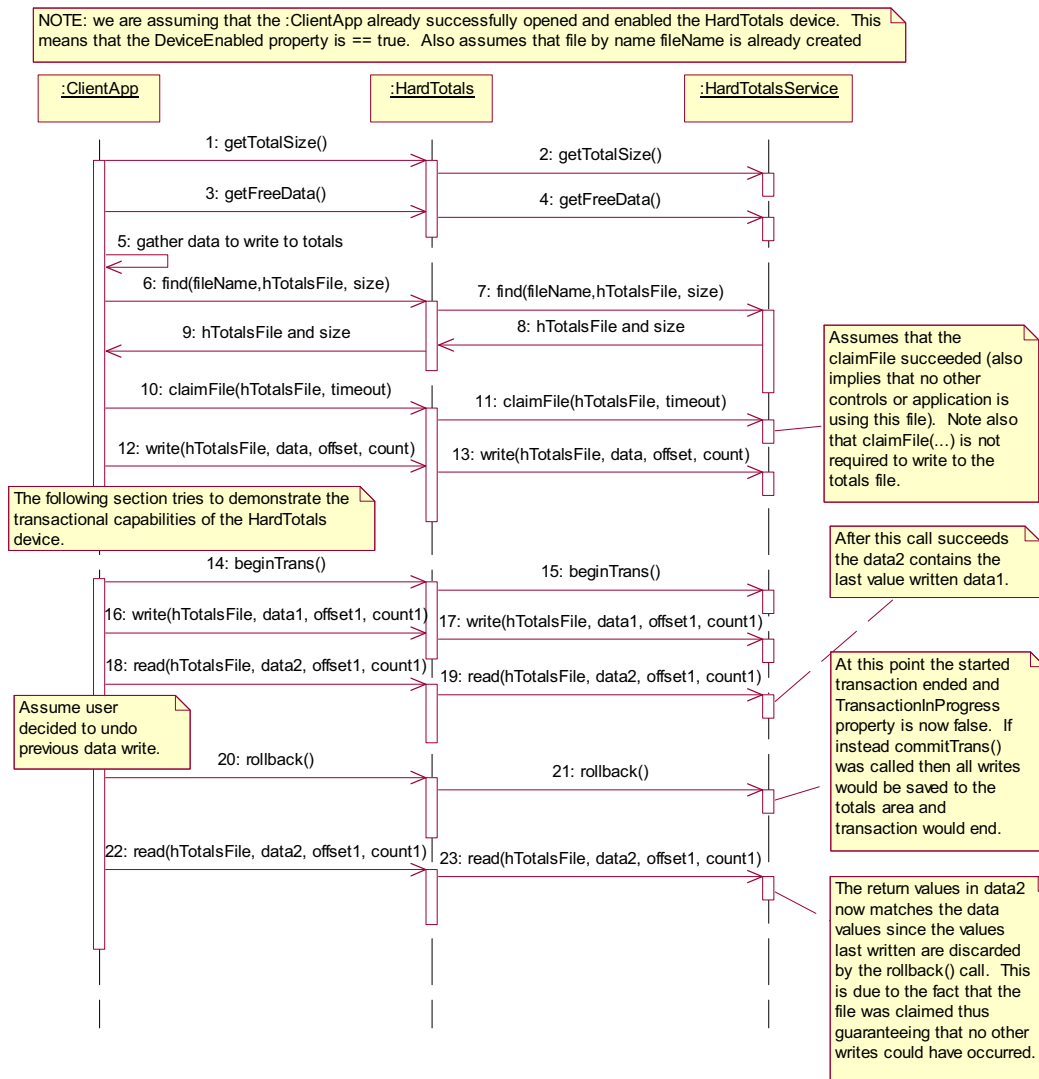 NOTE: we are assuming that the :ClientApp already successfully opened and enabled the HardTotals device.  This
means that the DeviceEnabled property is == true.  Also assumes that file by name fileName is already created
:ClientApp
:HardTotals
:HardTotalsService
1: getTotalSize()
2: getTotalSize()
3: getFreeData()
4: getFreeData()
5: gather data to write to totals
6: find(fileName,hTotalsFile, size)
7: find(fileName,hTotalsFile, size)
8: hTotalsFile and size
9: hTotalsFile and size
Assumes that the
claimFile succeeded (also
implies that no other
controls or application is
using this file).  Note also
that claimFile(...) is not
required to write to the
totals file.
10: claimFile(hTotalsFile, timeout)
11: claimFile(hTotalsFile, timeout)
12: write(hTotalsFile, data, offset, count)
13: write(hTotalsFile, data, offset, count)
The following section tries to demonstrate the
transactional capabilities of the HardTotals
device.
After this call succeeds
the data2 contains the
last value written data1.
14: beginTrans()
15: beginTrans()
16: write(hTotalsFile, data1, offset1, count1)
17: write(hTotalsFile, data1, offset1, count1)
18: read(hTotalsFile, data2, offset1, count1)
19: read(hTotalsFile, data2, offset1, count1)
At this point the started
transaction ended and
TransactionInProgress
property is now false.  If
instead commitTrans()
was called then all writes
would be saved to the
totals area and
transaction would end.
Assume user
decided to undo
previous data write.
20: rollback()
21: rollback()
22: read(hTotalsFile, data2, offset1, count1)
23: read(hTotalsFile, data2, offset1, count1)
The return values in data2
now matches the data
values since the values
last written are discarded
by the rollback() call.  This
is due to the fact that the
file was claimed thus
guaranteeing that no other
writes could have occurred.